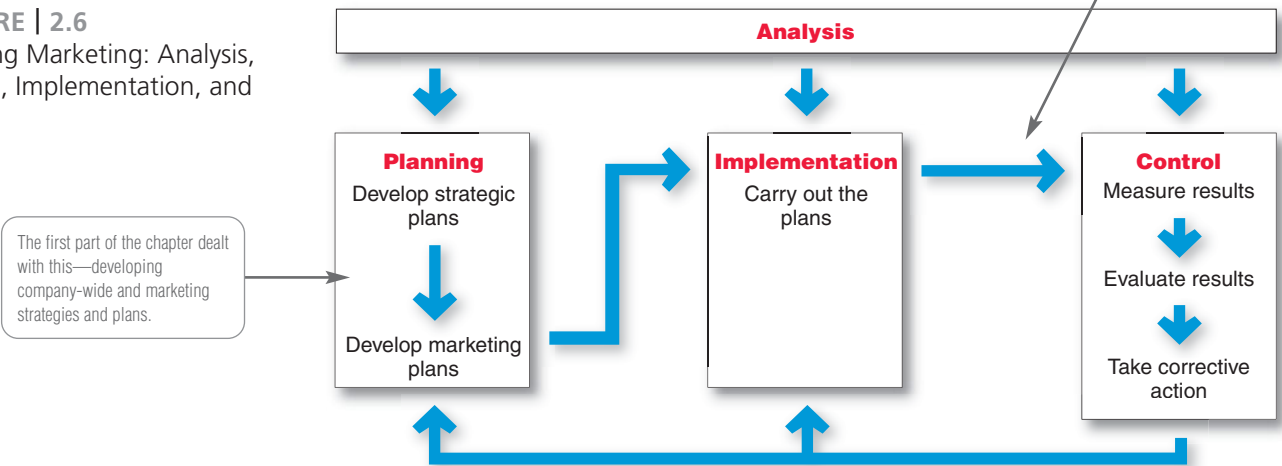 RE | 2.6
ng Marketing: Analysis,
, Implementation, and
Analysis
Planning
Develop strategic
plans
Develop marketing
plans
Implementation
Carry out the
plans
Control
Measure results
Evaluate results
Take corrective
action
The first part of the chapter dealt
with this—developing
company-wide and marketing
strategies and plans.